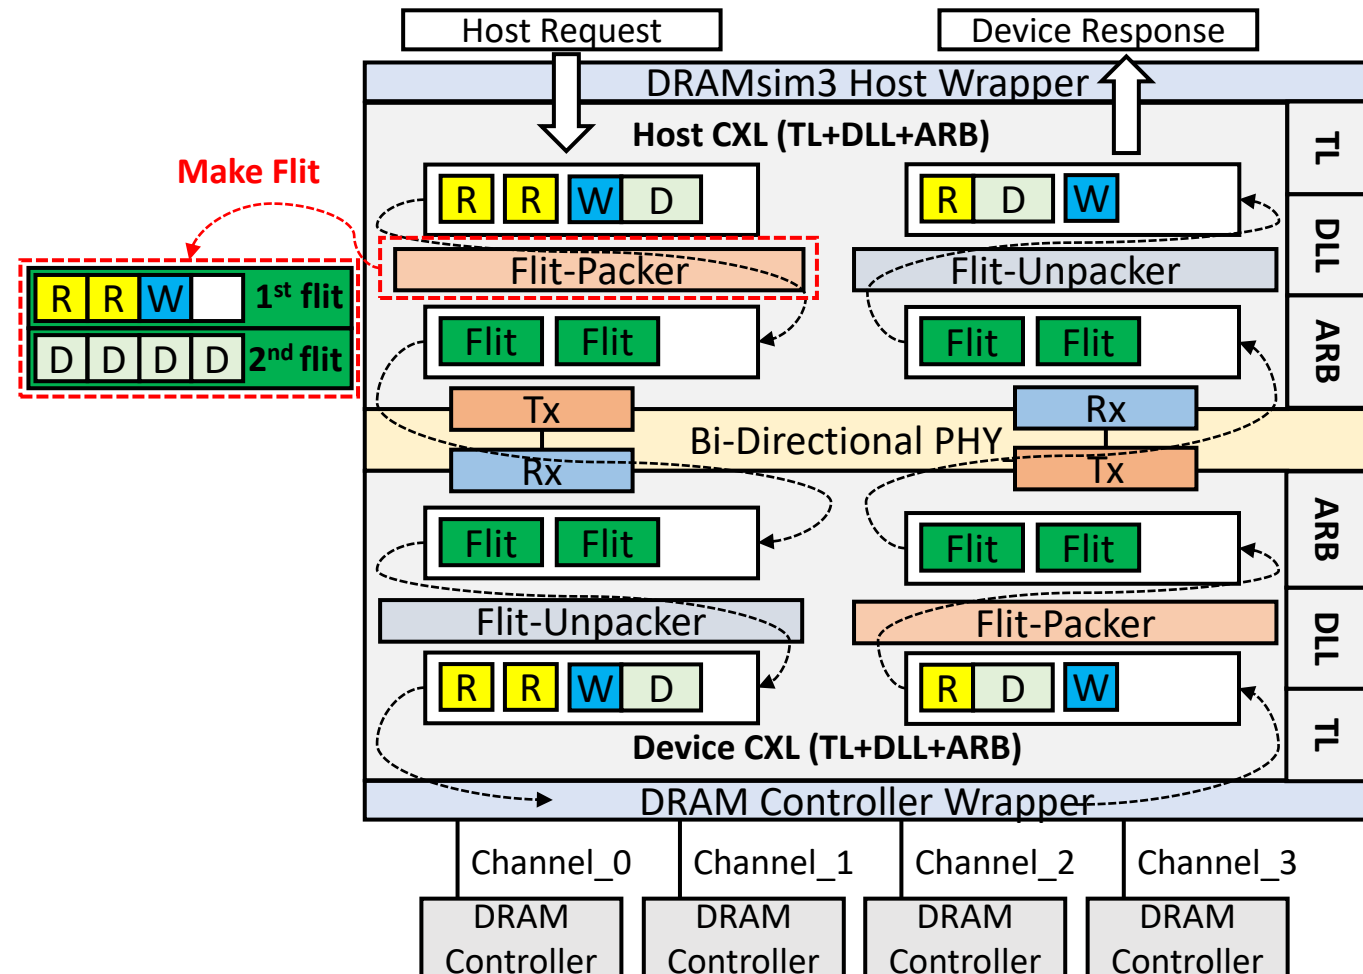 Host Request
Device Response
DRAMsim3 Host Wrapper
Host CXL (TL+DLL+ARB)
TL
Make Flit
R R W D
R D W
DLL
Flit-Packer
Flit-Unpacker
R R W 1st flit
D D D D 2nd flit
Flit Flit
Flit Flit
ARB
Tx
Rx
Bi-Directional PHY
Rx
Tx
Flit Flit
Flit Flit
ARB
Flit-Unpacker
Flit-Packer
DLL
R R W D
R D W
TL
Device CXL (TL+DLL+ARB)
DRAM Controller Wrapper
Channel_0
Channel_1
Channel_2
Channel_3
DRAM
Controller
DRAM
Controller
DRAM
Controller
DRAM
Controller